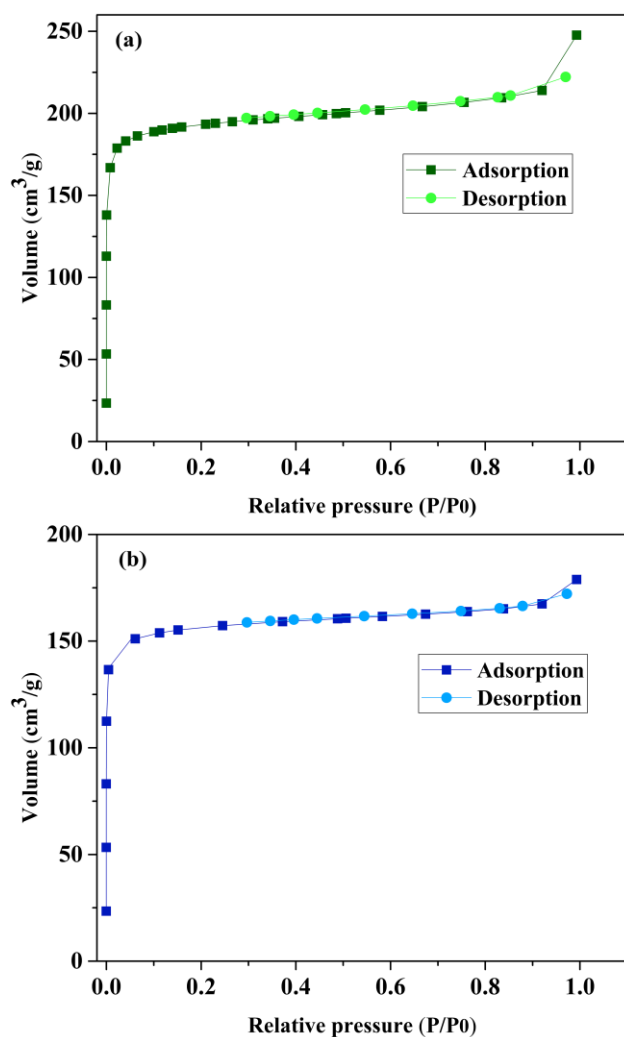 (a)
250
200
150
100
50
0
Volume (cm³/g)
Adsorption
Desorption
0.0 0.2 0.4 0.6 0.8 1.0
Relative pressure (P/P0)
(b)
200
150
100
50
0
Volume (cm³/g)
Adsorption
Desorption
0.0 0.2 0.4 0.6 0.8 1.0
Relative pressure (P/P0)